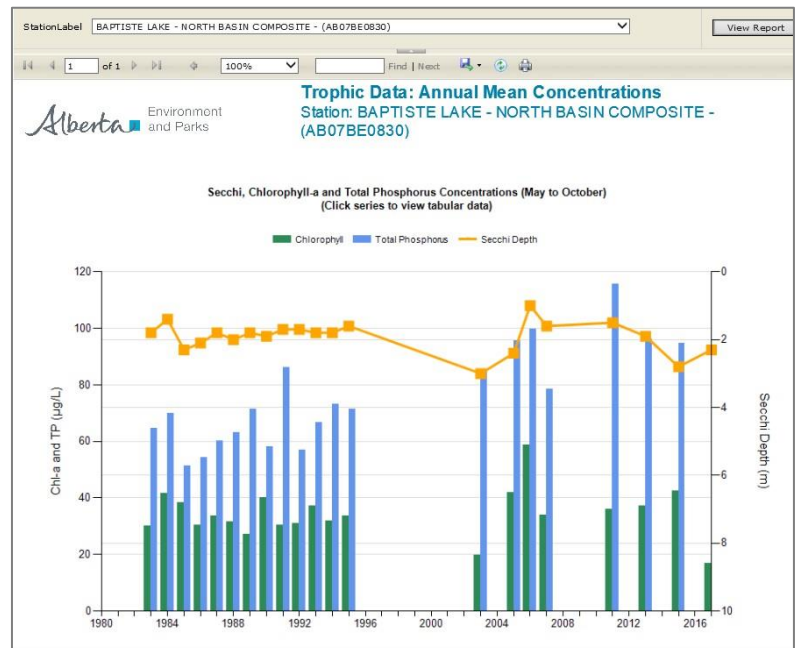 StationLabel BAPTISTE LAKE - NORTH BASIN COMPOSITE - (AB07BE0830) View Report
1 of 1 100% Find | Next
Alberta Environment and Parks
Trophic Data: Annual Mean Concentrations
Station: BAPTISTE LAKE - NORTH BASIN COMPOSITE -
(AB07BE0830)
Secchi, Chlorophyll-a and Total Phosphorus Concentrations (May to October)
(Click series to view tabular data)
Chlorophyll Total Phosphorus Secchi Depth
120 0
100 2
80 4
60 6
40 8
20
0 10
Chl-a and TP (µg/L)
Secchi Depth (m)
1980 1984 1988 1992 1996 2000 2004 2008 2012 2016